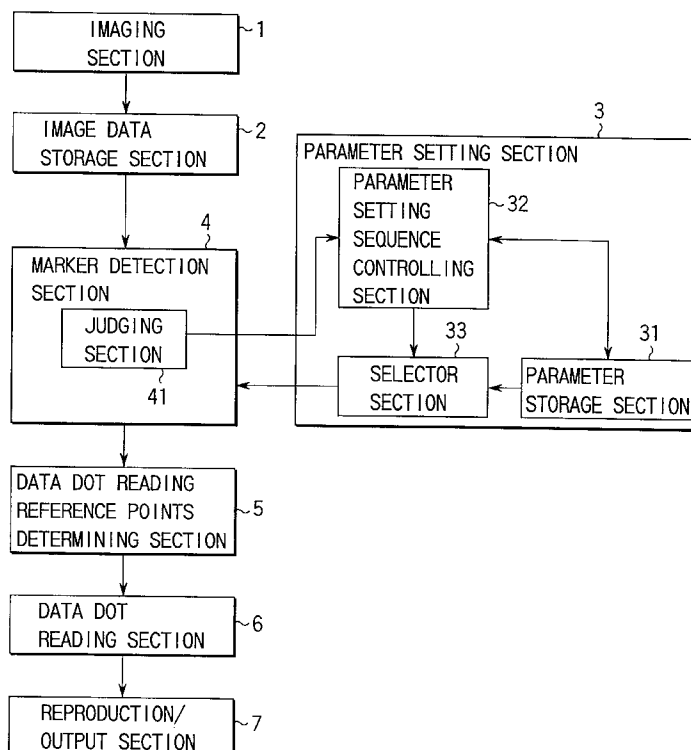 IMAGING
SECTION
1
IMAGE DATA
STORAGE SECTION
2
3
PARAMETER SETTING SECTION
PARAMETER
SETTING
SEQUENCE
CONTROLLING
SECTION
32
4
MARKER DETECTION
SECTION
JUDGING
SECTION
41
33
SELECTOR
SECTION
31
PARAMETER
STORAGE SECTION
DATA DOT READING
REFERENCE POINTS
DETERMINING SECTION
5
DATA DOT
READING SECTION
6
REPRODUCTION/
OUTPUT SECTION
7